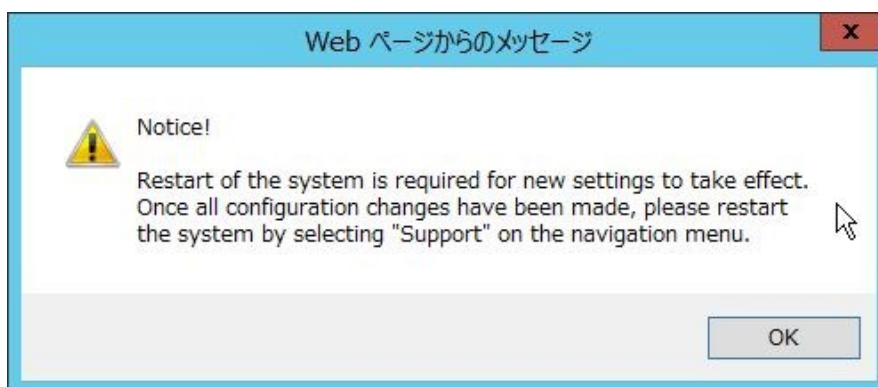 Web ページからのメッセージ
x
Notice!
Restart of the system is required for new settings to take effect.
Once all configuration changes have been made, please restart
the system by selecting "Support" on the navigation menu.
OK